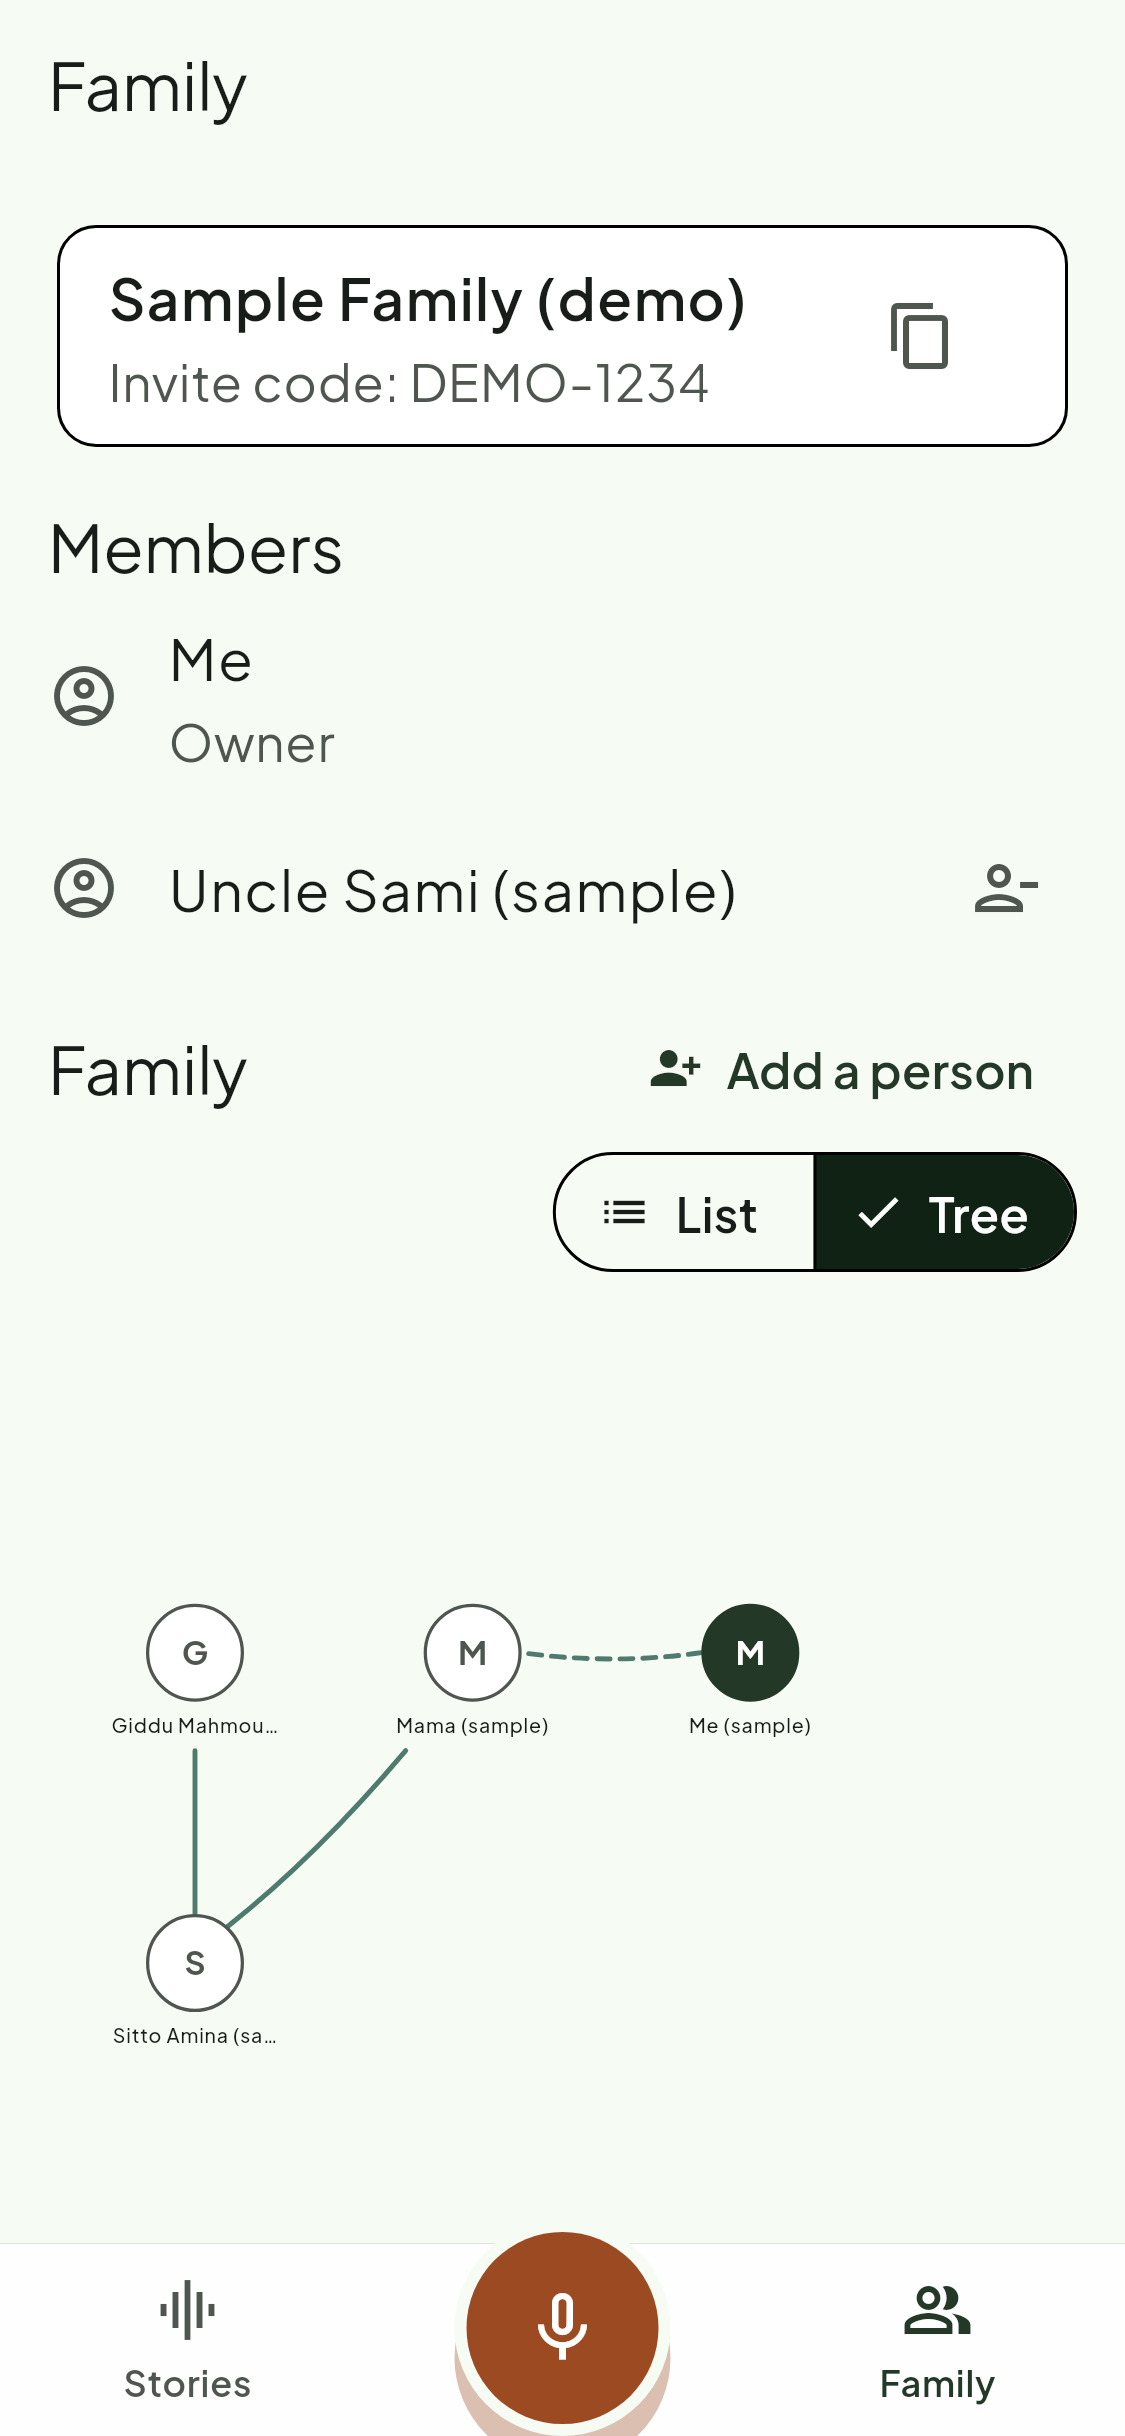 Family
Sample Family (demo)
Invite code: DEMO-1234
Members
Me
Owner
Uncle Sami (sample)
Family
Add a person
List
Tree
G
M
M
Giddu Mahmou…
Mama (sample)
Me (sample)
S
Sitto Amina (sa…
Stories
Family